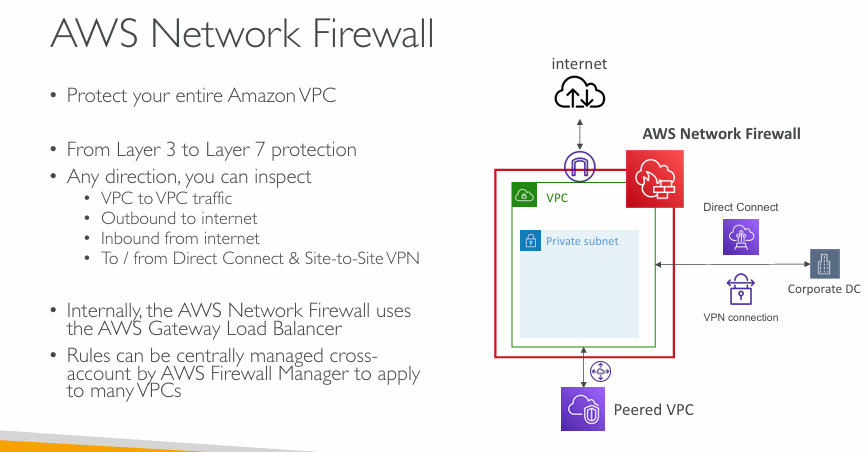 AWS Network Firewall
• Protect your entire Amazon VPC
• From Layer 3 to Layer 7 protection
• Any direction, you can inspect
• VPC to VPC traffic
• Outbound to internet
• Inbound from internet
• To / from Direct Connect & Site-to-Site VPN
• Internally, the AWS Network Firewall uses
the AWS Gateway Load Balancer
• Rules can be centrally managed cross-
account by AWS Firewall Manager to apply
to many VPCs
internet
AWS Network Firewall
VPC
Private subnet
Direct Connect
Corporate DC
VPN connection
Peered VPC